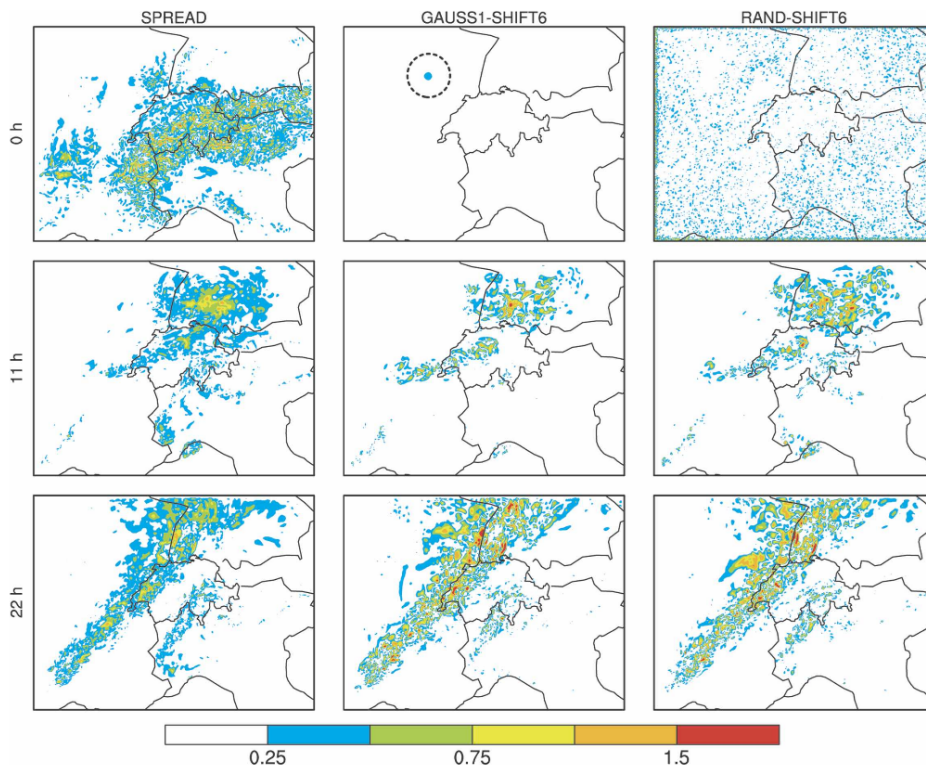 SPREAD GAUSS1-SHIFT6 RAND-SHIFT6
0 h
11 h
22 h
0.25 0.75 1.5